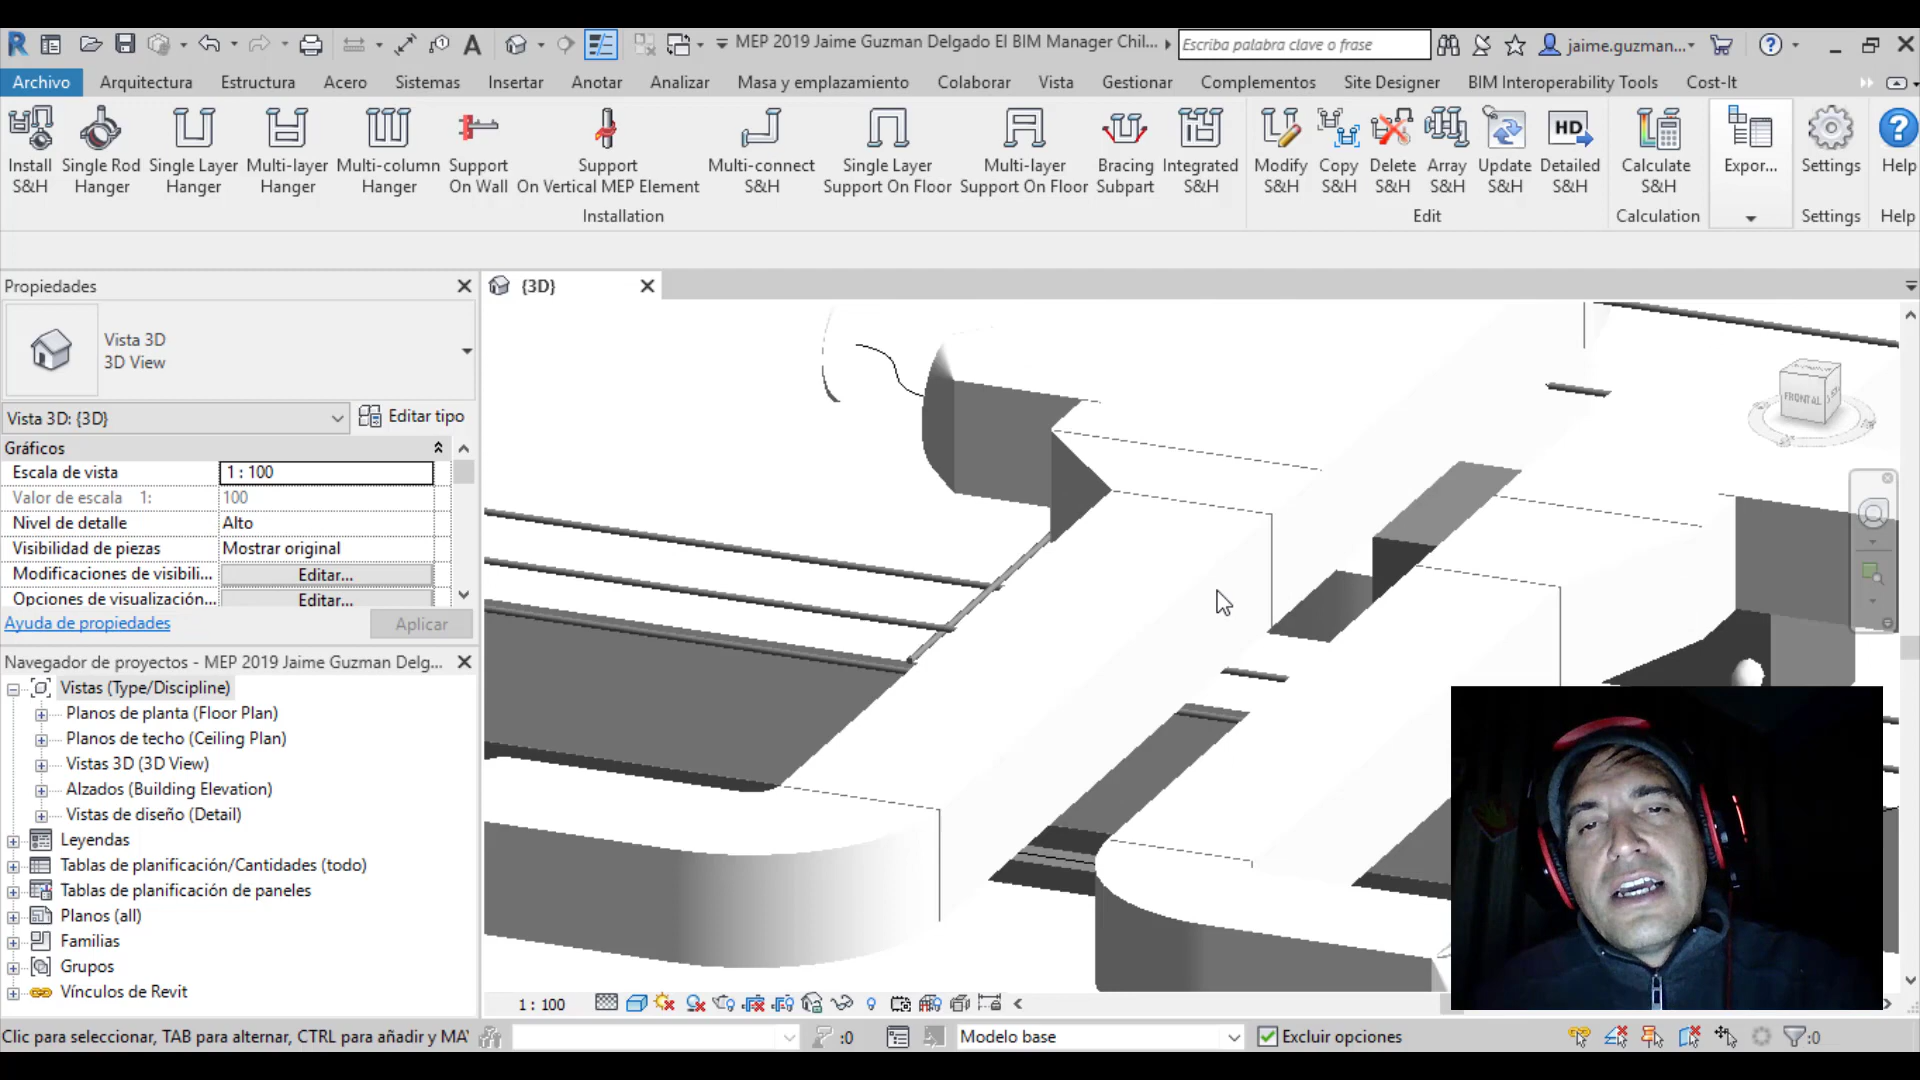 MEP 2019 Jaime Guzman Delgado El BIM Manager Chil...
Escriba palabra clave o frase
jaime.guzman...
Archivo Arquitectura Estructura Acero Sistemas Insertar Anotar Analizar Masa y emplazamiento Colaborar Vista Gestionar Complementos Site Designer BIM Interoperability Tools Cost-It
Install S&H
Single Rod Hanger
Single Layer Hanger
Multi-layer Hanger
Multi-column Hanger
Support On Wall
Support On Vertical MEP Element
Multi-connect S&H
Single Layer Support On Floor
Multi-layer Support On Floor
Bracing Subpart
Integrated S&H
Modify S&H
Copy S&H
Delete S&H
Array S&H
Update S&H
HD
Detailed S&H
Calculate S&H
Expor...
Settings
Help
Installation Edit Calculation Settings Help
Propiedades
{3D}
Vista 3D
3D View
Vista 3D: {3D} Editar tipo
Gráficos
Escala de vista 1 : 100
Valor de escala 1: 100
Nivel de detalle Alto
Visibilidad de piezas Mostrar original
Modificaciones de visibili... Editar...
Opciones de visualización... Editar...
Ayuda de propiedades Aplicar
FRONTAL
Navegador de proyectos - MEP 2019 Jaime Guzman Delg...
Vistas (Type/Discipline)
Planos de planta (Floor Plan)
Planos de techo (Ceiling Plan)
Vistas 3D (3D View)
Alzados (Building Elevation)
Vistas de diseño (Detail)
Leyendas
Tablas de planificación/Cantidades (todo)
Tablas de planificación de paneles
Planos (all)
Familias
Grupos
Vínculos de Revit
1 : 100
Clic para seleccionar, TAB para alternar, CTRL para añadir y MAY
:0
Modelo base
Excluir opciones
:0